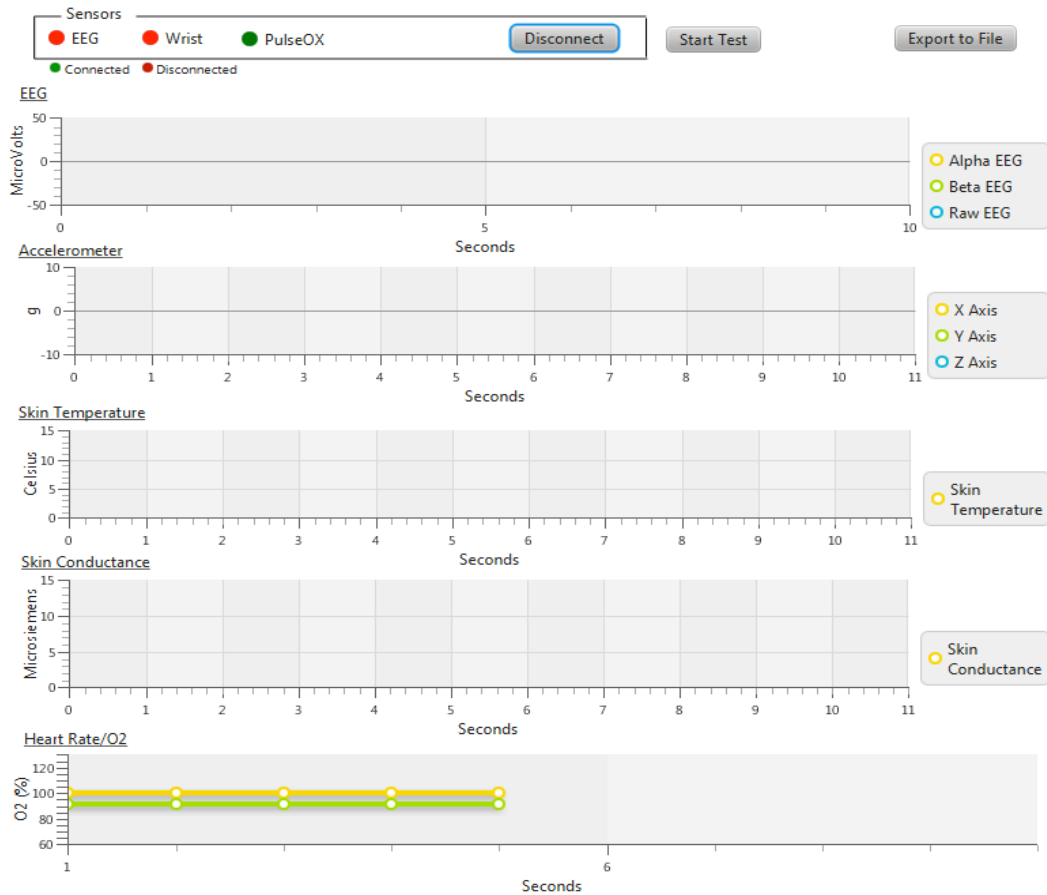 Sensors
EEG Wrist PulseOX Disconnect Start Test Export to File
Connected Disconnected
EEG
MicroVolts
50
0
-50
0 5 10
Seconds
Alpha EEG
Beta EEG
Raw EEG
Accelerometer
g
10
0
-10
0 1 2 3 4 5 6 7 8 9 10 11
Seconds
X Axis
Y Axis
Z Axis
Skin Temperature
Celsius
15
10
5
0
0 1 2 3 4 5 6 7 8 9 10 11
Seconds
Skin
Temperature
Skin Conductance
Microsiemens
15
10
5
0
0 1 2 3 4 5 6 7 8 9 10 11
Seconds
Skin
Conductance
Heart Rate/O2
O2 (%)
120
100
80
60
1 6
Seconds